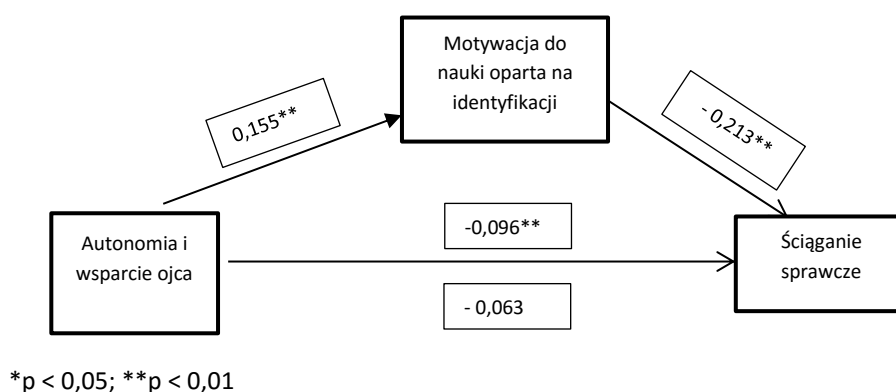 Motywacja do
nauki oparta na
identyfikacji
0,155**
- 0,213**
Autonomia i
wsparcie ojca
-0,096**
- 0,063
Ściąganie
sprawcze
*p < 0,05; **p < 0,01